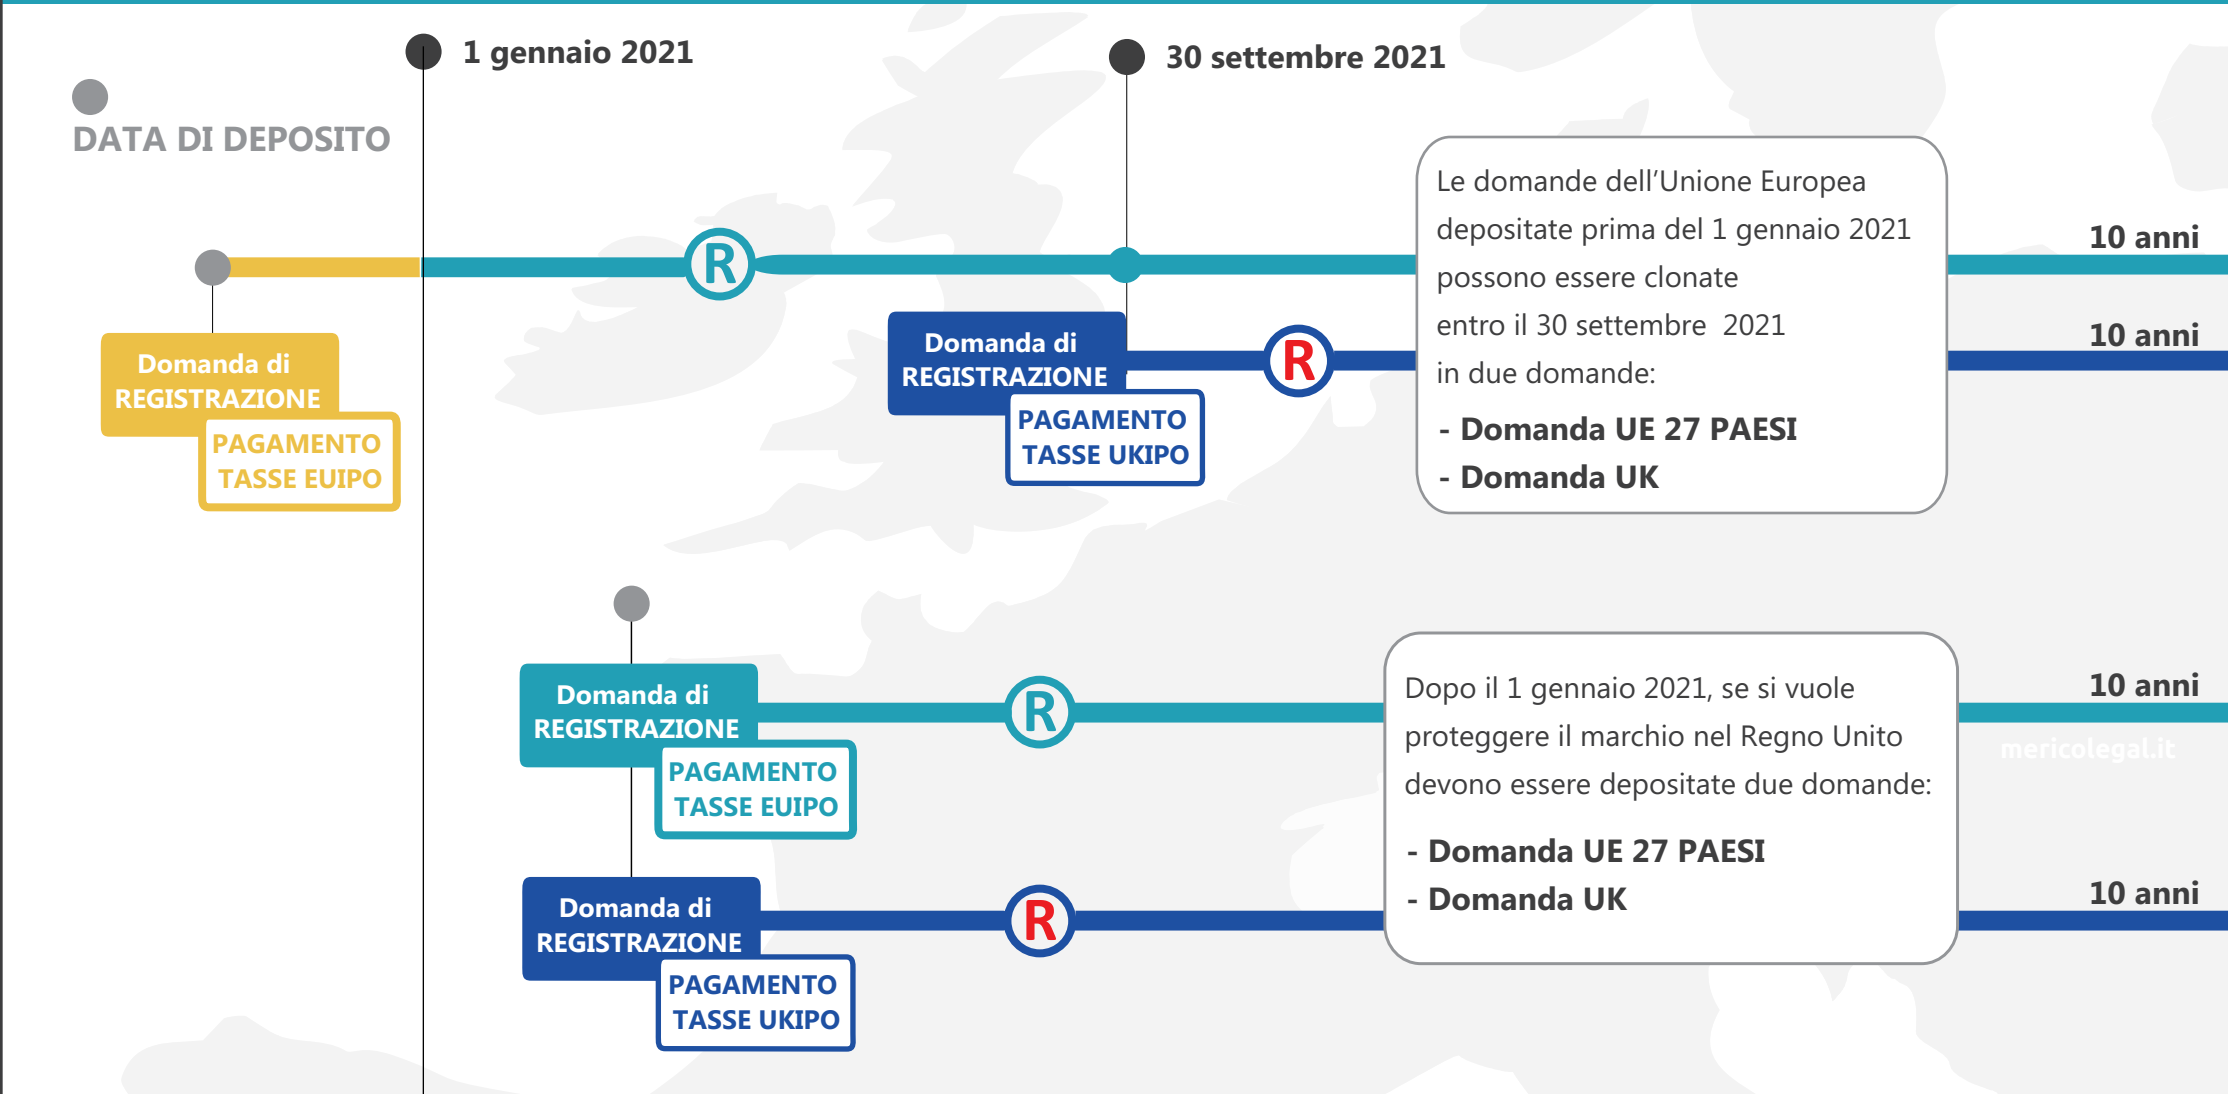 1 gennaio 2021
30 settembre 2021
DATA DI DEPOSITO
R
Domanda di
REGISTRAZIONE
PAGAMENTO
TASSE EUIPO
Domanda di
REGISTRAZIONE
PAGAMENTO
TASSE UKIPO
R
Le domande dell'Unione Europea
depositate prima del 1 gennaio 2021
possono essere clonate
entro il 30 settembre 2021
in due domande:
- Domanda UE 27 PAESI
- Domanda UK
10 anni
10 anni
Domanda di
REGISTRAZIONE
PAGAMENTO
TASSE EUIPO
R
Domanda di
REGISTRAZIONE
PAGAMENTO
TASSE UKIPO
R
Dopo il 1 gennaio 2021, se si vuole
proteggere il marchio nel Regno Unito
devono essere depositate due domande:
- Domanda UE 27 PAESI
- Domanda UK
10 anni
mericolegal.it
10 anni